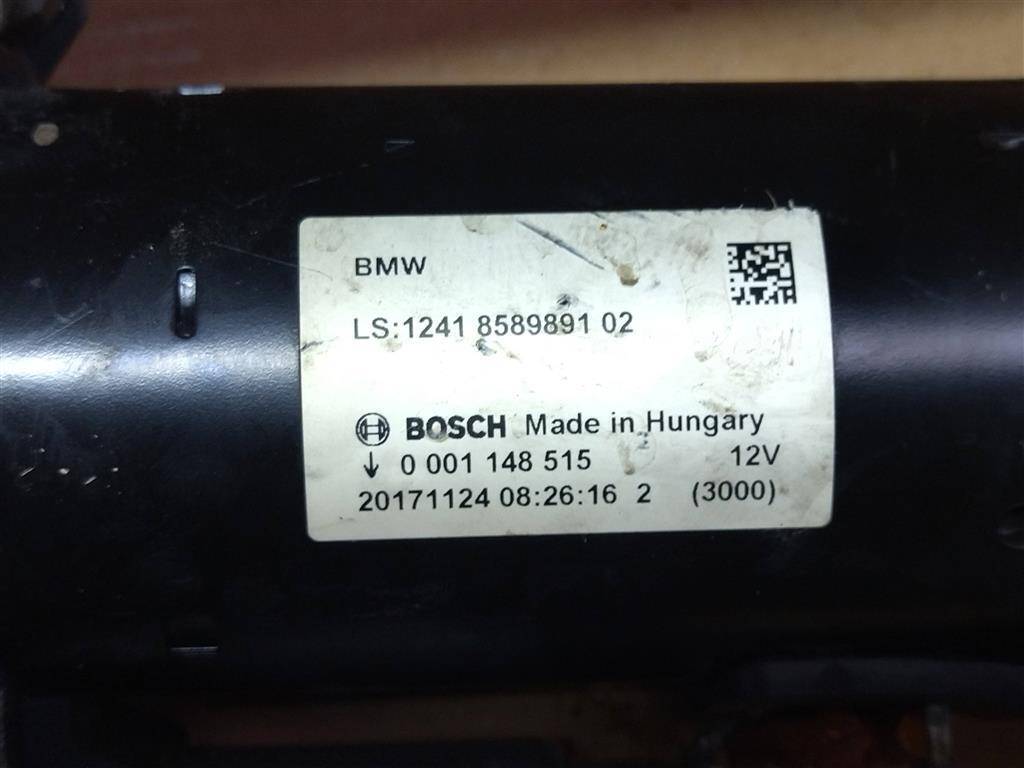 BMW
LS:1241 8589891 02
BOSCH Made in Hungary
↓ 0 001 148 515 12V
20171124 08:26:16 2 (3000)